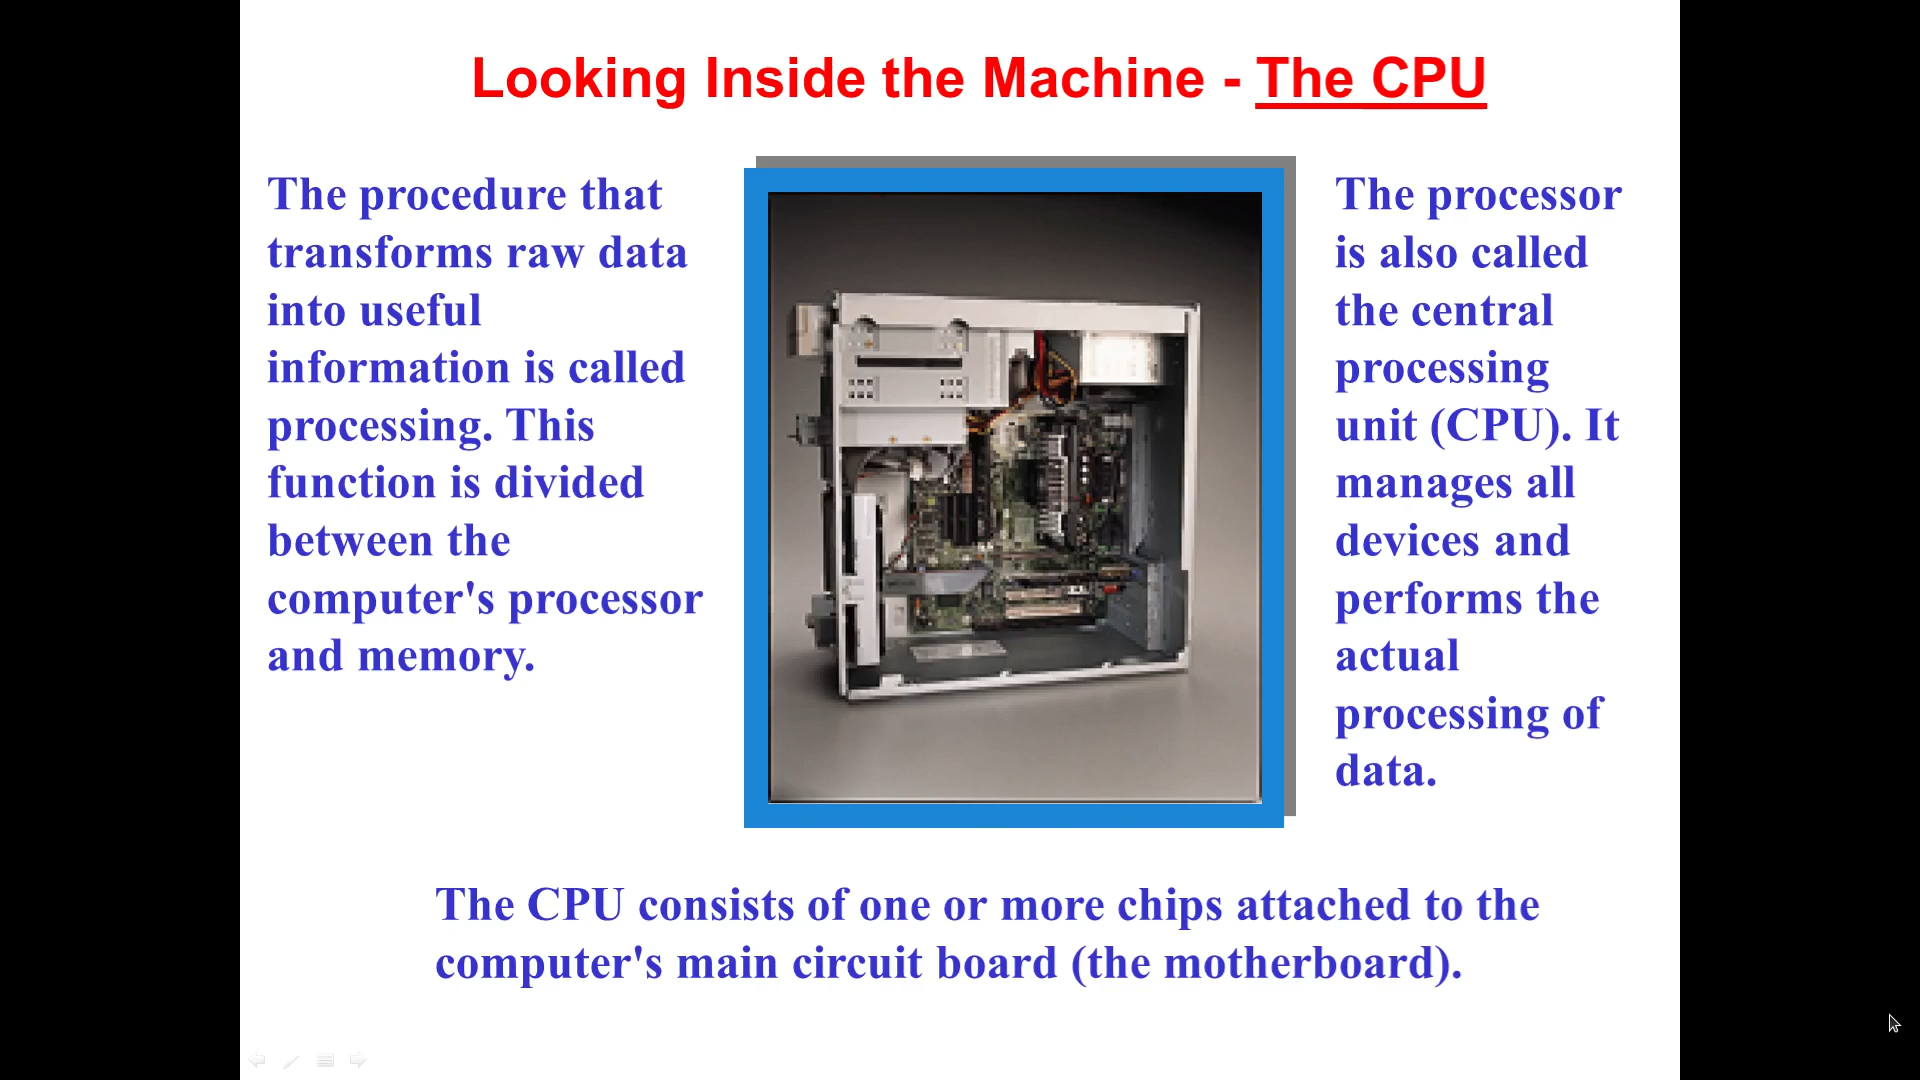 Looking Inside the Machine - The CPU
The procedure that
transforms raw data
into useful
information is called
processing. This
function is divided
between the
computer's processor
and memory.
The processor
is also called
the central
processing
unit (CPU). It
manages all
devices and
performs the
actual
processing of
data.
The CPU consists of one or more chips attached to the
computer's main circuit board (the motherboard).